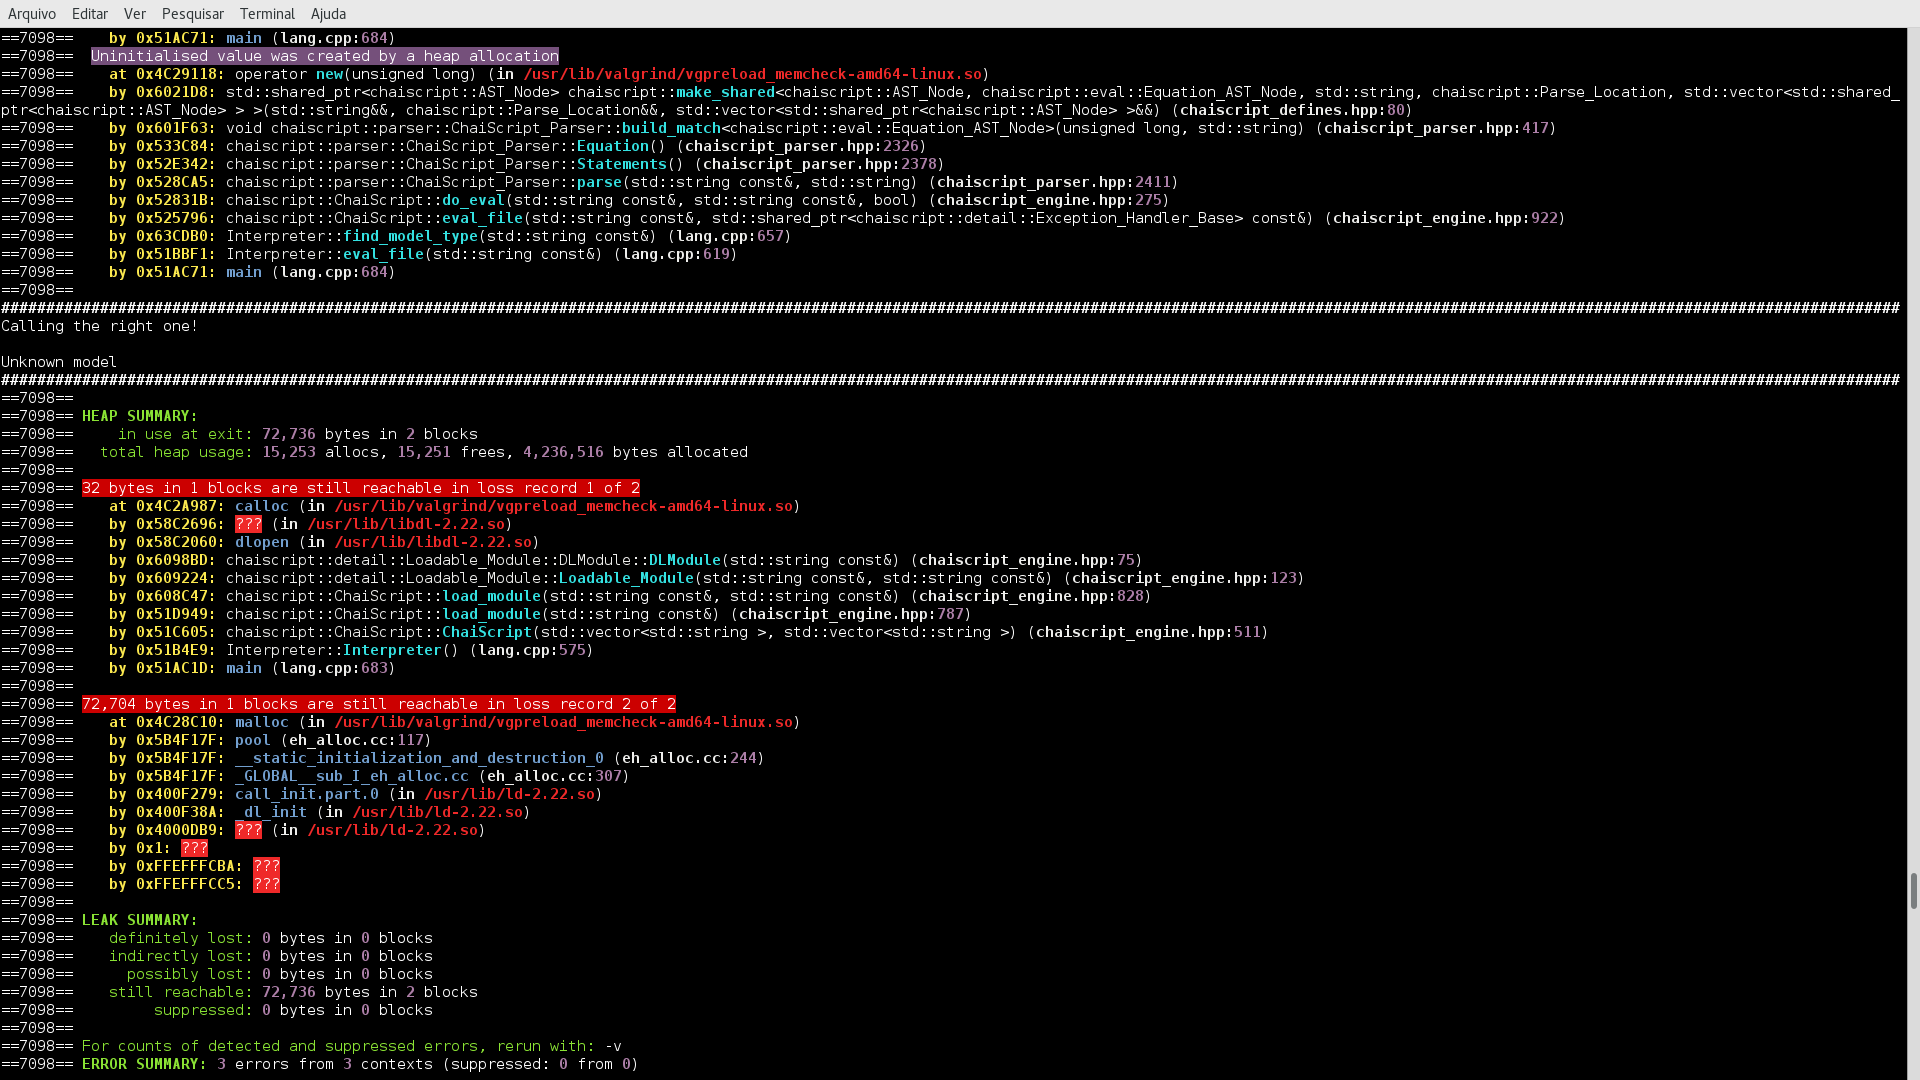 Arquivo Editar Ver Pesquisar Terminal Ajuda
==7098==    by 0x51AC71: main (lang.cpp:684)
==7098==  Uninitialised value was created by a heap allocation
==7098==    at 0x4C29118: operator new(unsigned long) (in /usr/lib/valgrind/vgpreload_memcheck-amd64-linux.so)
==7098==    by 0x6021D8: std::shared_ptr<chaiscript::AST_Node> chaiscript::make_shared<chaiscript::AST_Node, chaiscript::eval::Equation_AST_Node, std::string, chaiscript::Parse_Location, std::vector<std::shared_
ptr<chaiscript::AST_Node> > >(std::string&&, chaiscript::Parse_Location&&, std::vector<std::shared_ptr<chaiscript::AST_Node> >&&) (chaiscript_defines.hpp:80)
==7098==    by 0x601F63: void chaiscript::parser::ChaiScript_Parser::build_match<chaiscript::eval::Equation_AST_Node>(unsigned long, std::string) (chaiscript_parser.hpp:417)
==7098==    by 0x533C84: chaiscript::parser::ChaiScript_Parser::Equation() (chaiscript_parser.hpp:2326)
==7098==    by 0x52E342: chaiscript::parser::ChaiScript_Parser::Statements() (chaiscript_parser.hpp:2378)
==7098==    by 0x528CA5: chaiscript::parser::ChaiScript_Parser::parse(std::string const&, std::string) (chaiscript_parser.hpp:2411)
==7098==    by 0x52831B: chaiscript::ChaiScript::do_eval(std::string const&, std::string const&, bool) (chaiscript_engine.hpp:275)
==7098==    by 0x525796: chaiscript::ChaiScript::eval_file(std::string const&, std::shared_ptr<chaiscript::detail::Exception_Handler_Base> const&) (chaiscript_engine.hpp:922)
==7098==    by 0x63CDB0: Interpreter::find_model_type(std::string const&) (lang.cpp:657)
==7098==    by 0x51BBF1: Interpreter::eval_file(std::string const&) (lang.cpp:619)
==7098==    by 0x51AC71: main (lang.cpp:684)
==7098==
###################################################################################################################################################################################################################
Calling the right one!
Unknown model
###################################################################################################################################################################################################################
==7098==
==7098== HEAP SUMMARY:
==7098==     in use at exit: 72,736 bytes in 2 blocks
==7098==   total heap usage: 15,253 allocs, 15,251 frees, 4,236,516 bytes allocated
==7098==
==7098== 32 bytes in 1 blocks are still reachable in loss record 1 of 2
==7098==    at 0x4C2A987: calloc (in /usr/lib/valgrind/vgpreload_memcheck-amd64-linux.so)
==7098==    by 0x58C2696: ??? (in /usr/lib/libdl-2.22.so)
==7098==    by 0x58C2060: dlopen (in /usr/lib/libdl-2.22.so)
==7098==    by 0x6098BD: chaiscript::detail::Loadable_Module::DLModule::DLModule(std::string const&) (chaiscript_engine.hpp:75)
==7098==    by 0x609224: chaiscript::detail::Loadable_Module::Loadable_Module(std::string const&, std::string const&) (chaiscript_engine.hpp:123)
==7098==    by 0x608C47: chaiscript::ChaiScript::load_module(std::string const&, std::string const&) (chaiscript_engine.hpp:828)
==7098==    by 0x51D949: chaiscript::ChaiScript::load_module(std::string const&) (chaiscript_engine.hpp:787)
==7098==    by 0x51C605: chaiscript::ChaiScript::ChaiScript(std::vector<std::string >, std::vector<std::string >) (chaiscript_engine.hpp:511)
==7098==    by 0x51B4E9: Interpreter::Interpreter() (lang.cpp:575)
==7098==    by 0x51AC1D: main (lang.cpp:683)
==7098==
==7098== 72,704 bytes in 1 blocks are still reachable in loss record 2 of 2
==7098==    at 0x4C28C10: malloc (in /usr/lib/valgrind/vgpreload_memcheck-amd64-linux.so)
==7098==    by 0x5B4F17F: pool (eh_alloc.cc:117)
==7098==    by 0x5B4F17F: __static_initialization_and_destruction_0 (eh_alloc.cc:244)
==7098==    by 0x5B4F17F: _GLOBAL__sub_I_eh_alloc.cc (eh_alloc.cc:307)
==7098==    by 0x400F279: call_init.part.0 (in /usr/lib/ld-2.22.so)
==7098==    by 0x400F38A: _dl_init (in /usr/lib/ld-2.22.so)
==7098==    by 0x4000DB9: ??? (in /usr/lib/ld-2.22.so)
==7098==    by 0x1: ???
==7098==    by 0xFFEFFFCBA: ???
==7098==    by 0xFFEFFFCC5: ???
==7098==
==7098== LEAK SUMMARY:
==7098==    definitely lost: 0 bytes in 0 blocks
==7098==    indirectly lost: 0 bytes in 0 blocks
==7098==      possibly lost: 0 bytes in 0 blocks
==7098==    still reachable: 72,736 bytes in 2 blocks
==7098==         suppressed: 0 bytes in 0 blocks
==7098==
==7098== For counts of detected and suppressed errors, rerun with: -v
==7098== ERROR SUMMARY: 3 errors from 3 contexts (suppressed: 0 from 0)